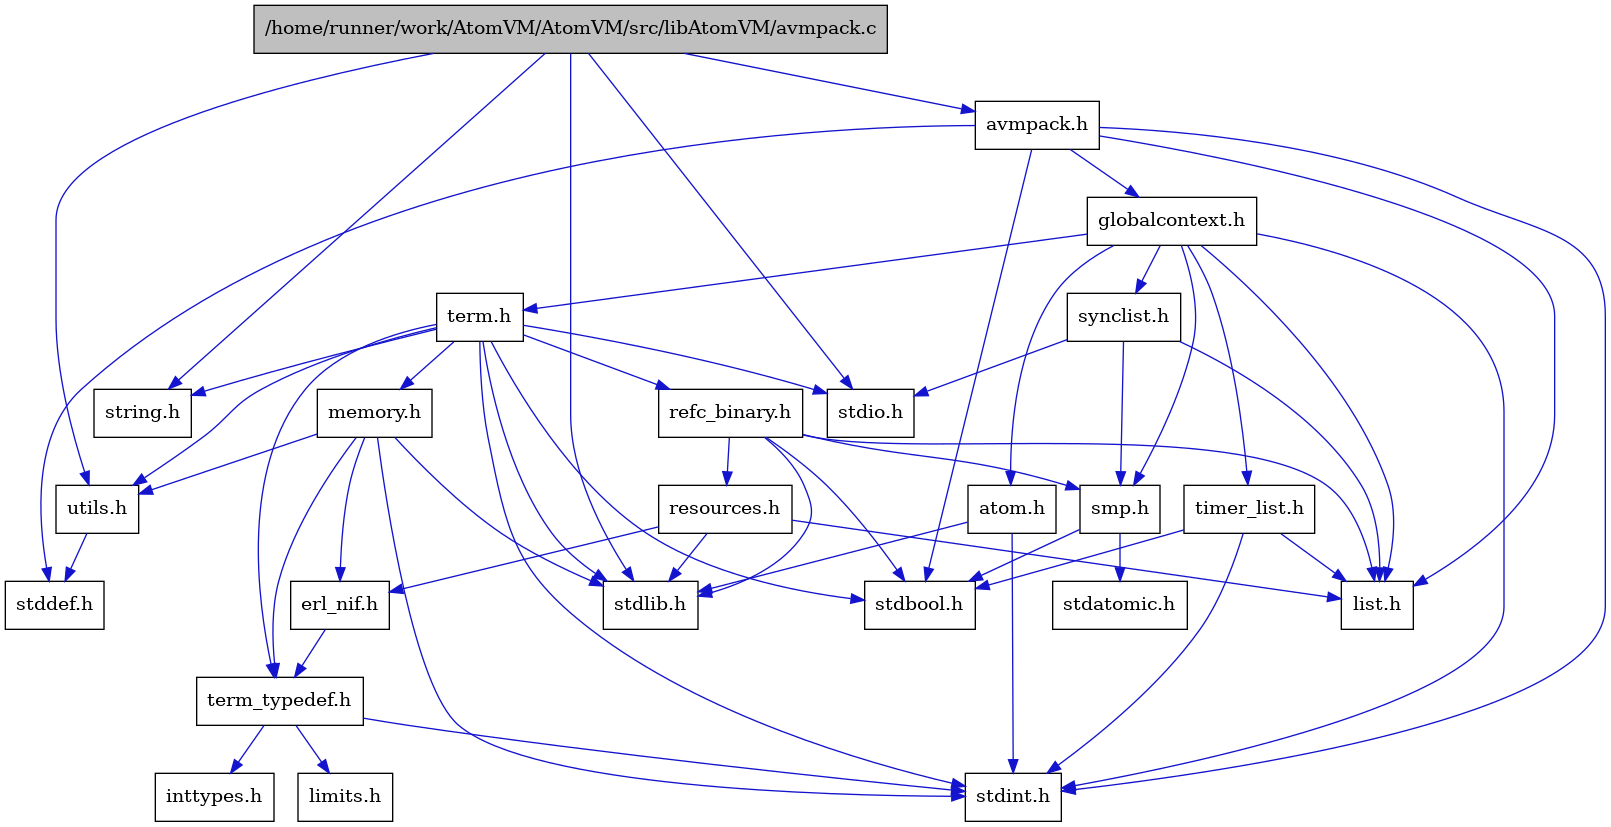 /home/runner/work/AtomVM/AtomVM/src/libAtomVM/avmpack.c
avmpack.h
globalcontext.h
term.h
synclist.h
string.h
memory.h
refc_binary.h
stdio.h
utils.h
resources.h
atom.h
smp.h
timer_list.h
stddef.h
erl_nif.h
stdlib.h
stdbool.h
stdatomic.h
list.h
term_typedef.h
inttypes.h
limits.h
stdint.h